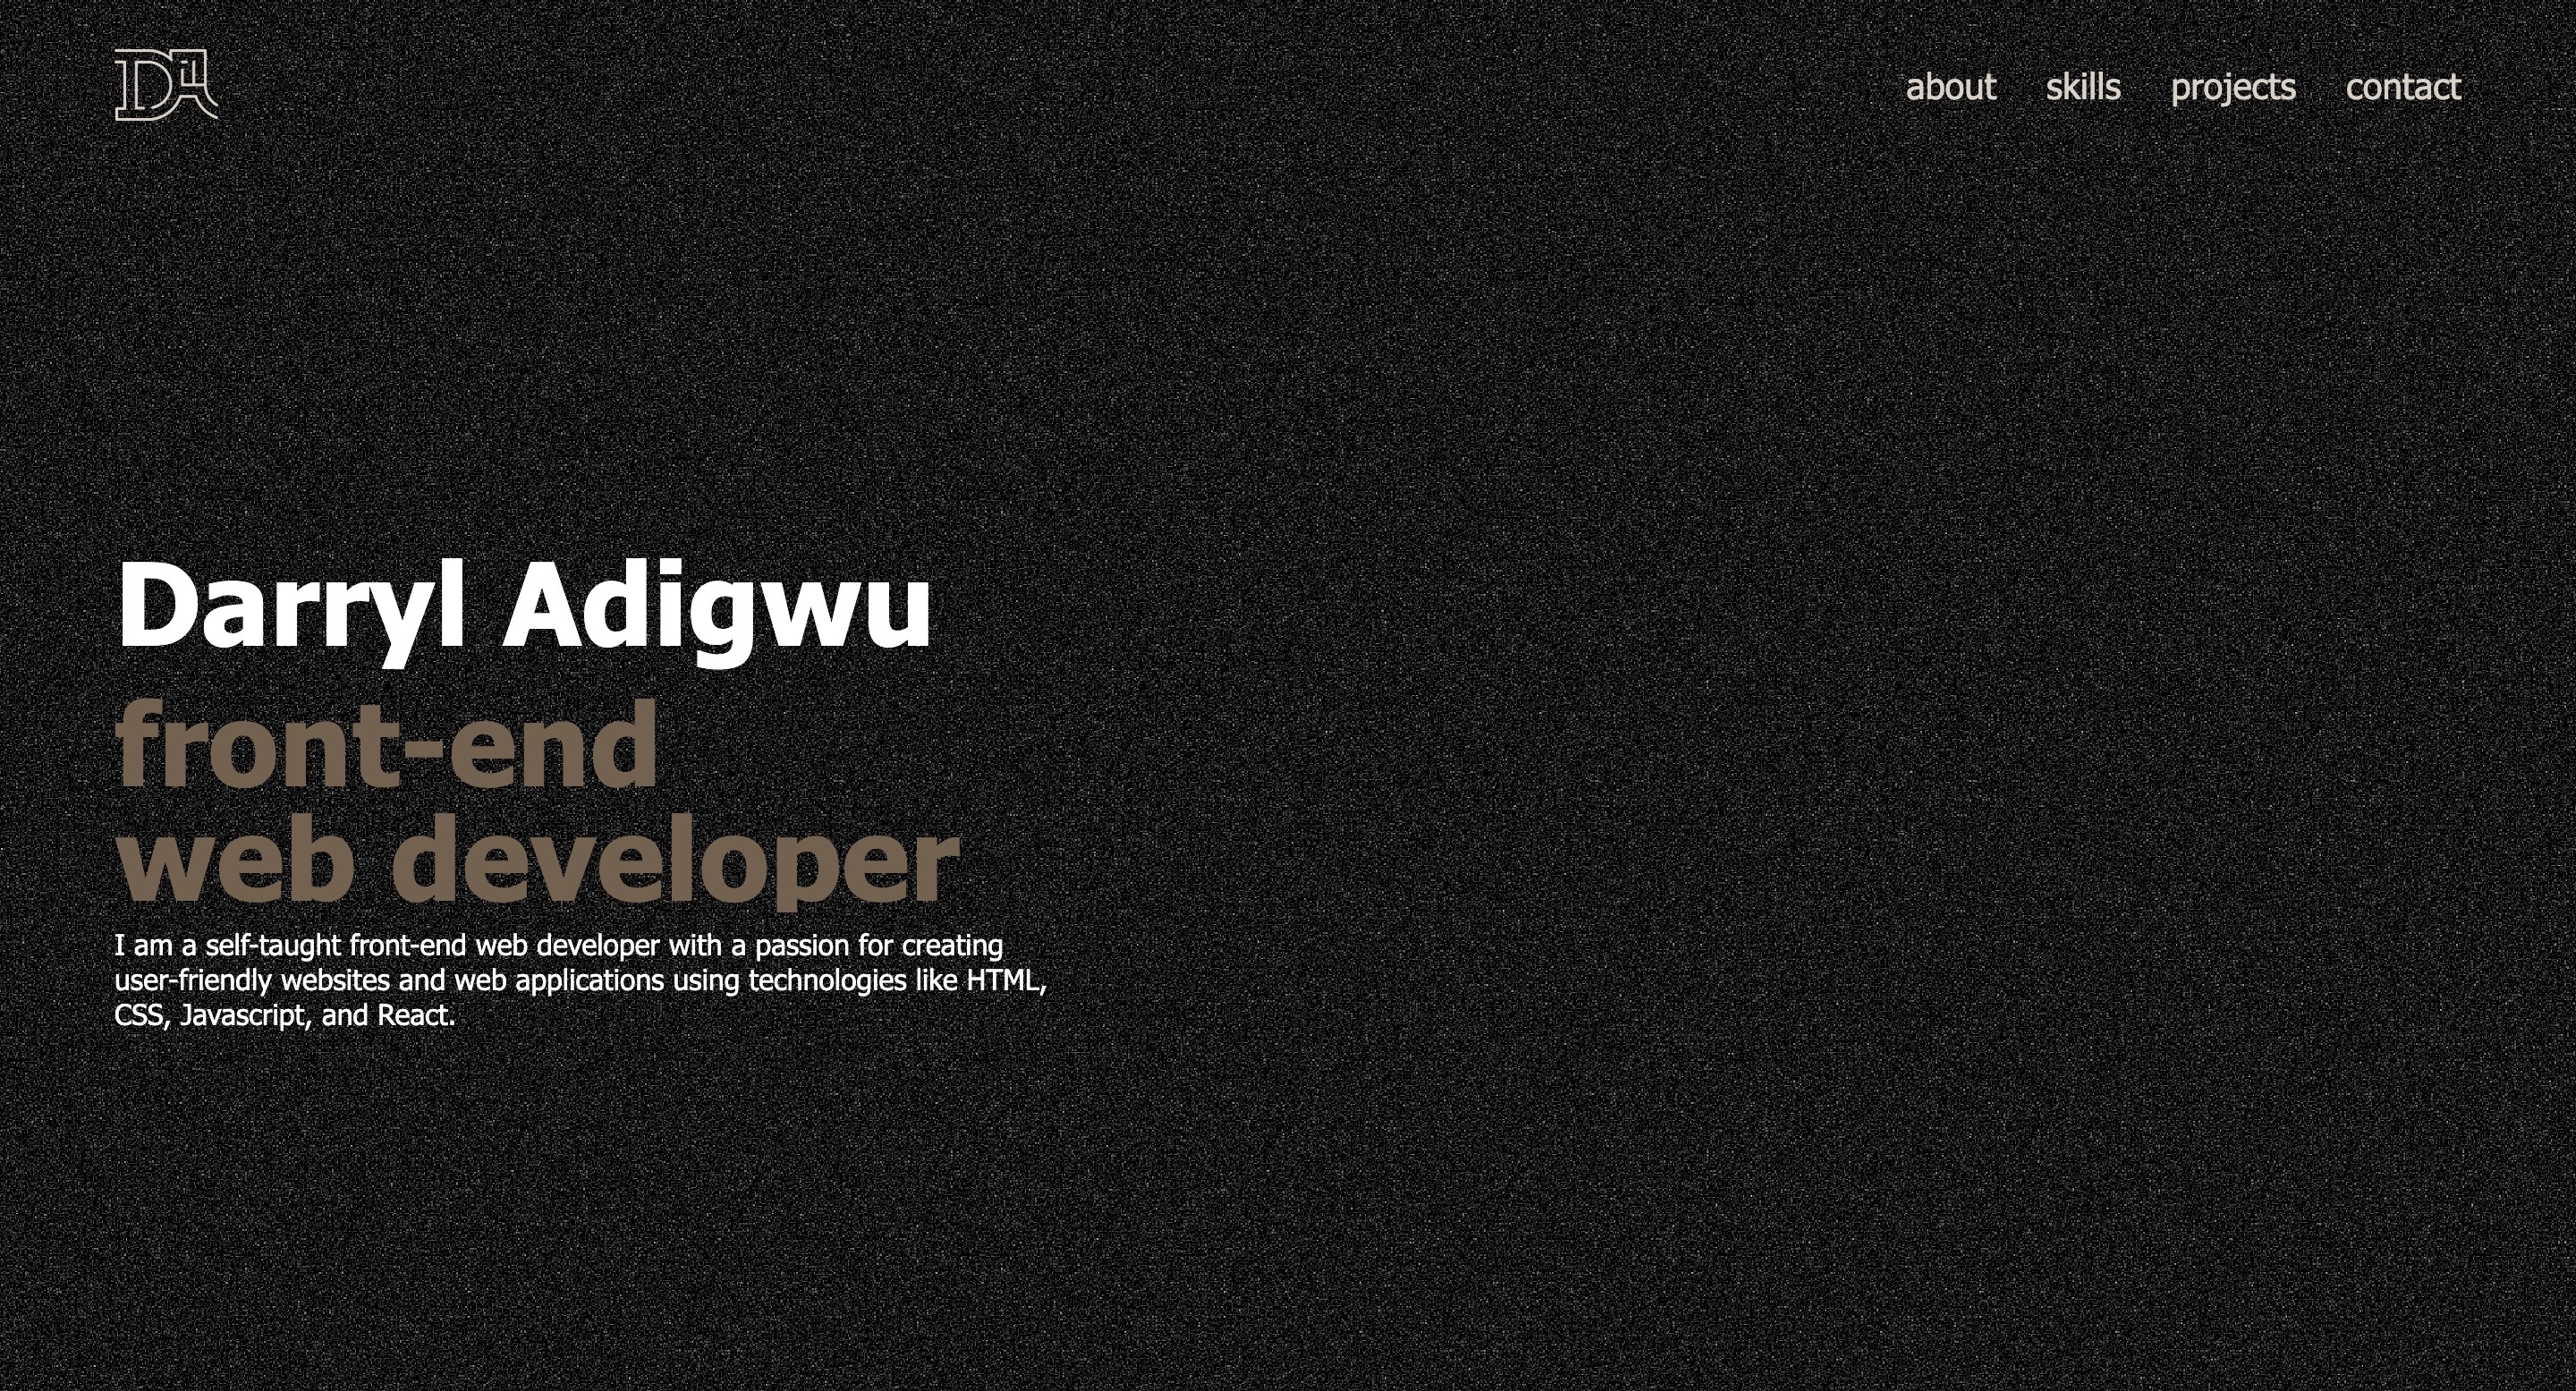 DA
about skills projects contact
Darryl Adigwu
front-end
web developer
I am a self-taught front-end web developer with a passion for creating
user-friendly websites and web applications using technologies like HTML,
CSS, Javascript, and React.